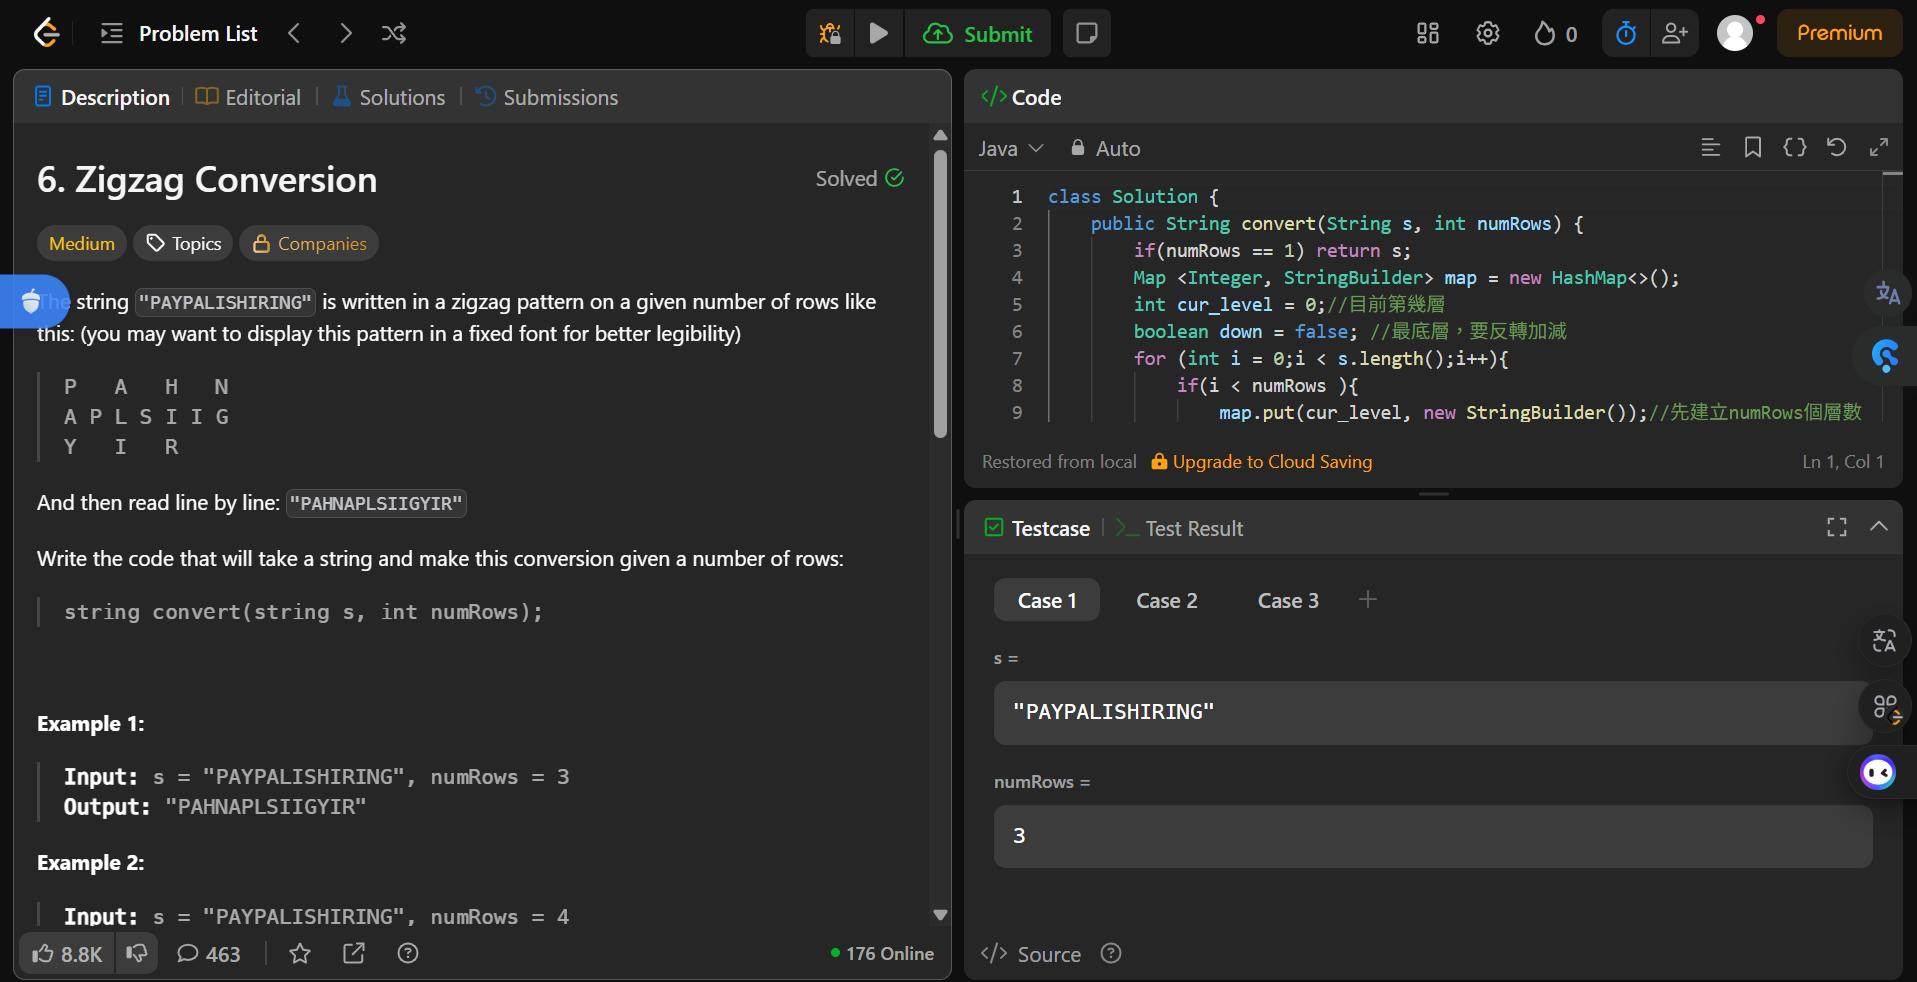 Problem List
Submit
0
Premium
Description
Editorial
Solutions
Submissions
6. Zigzag Conversion
Solved
Medium
Topics
Companies
string "PAYPALISHIRING" is written in a zigzag pattern on a given number of rows like
this: (you may want to display this pattern in a fixed font for better legibility)
P   A   H   N
A P L S I I G
Y   I   R
And then read line by line: "PAHNAPLSIIGYIR"
Write the code that will take a string and make this conversion given a number of rows:
string convert(string s, int numRows);
Example 1:
Input: s = "PAYPALISHIRING", numRows = 3
Output: "PAHNAPLSIIGYIR"
Example 2:
Input: s = "PAYPALISHIRING", numRows = 4
8.8K
463
176 Online
Code
Java
Auto
1 class Solution {
2 public String convert(String s, int numRows) {
3 if(numRows == 1) return s;
4 Map <Integer, StringBuilder> map = new HashMap<>();
5 int cur_level = 0;//目前第幾層
6 boolean down = false; //最底層，要反轉加減
7 for (int i = 0;i < s.length();i++){
8 if(i < numRows ){
9 map.put(cur_level, new StringBuilder());//先建立numRows個層數
Restored from local
Upgrade to Cloud Saving
Ln 1, Col 1
Testcase
Test Result
Case 1
Case 2
Case 3
s =
"PAYPALISHIRING"
numRows =
3
Source